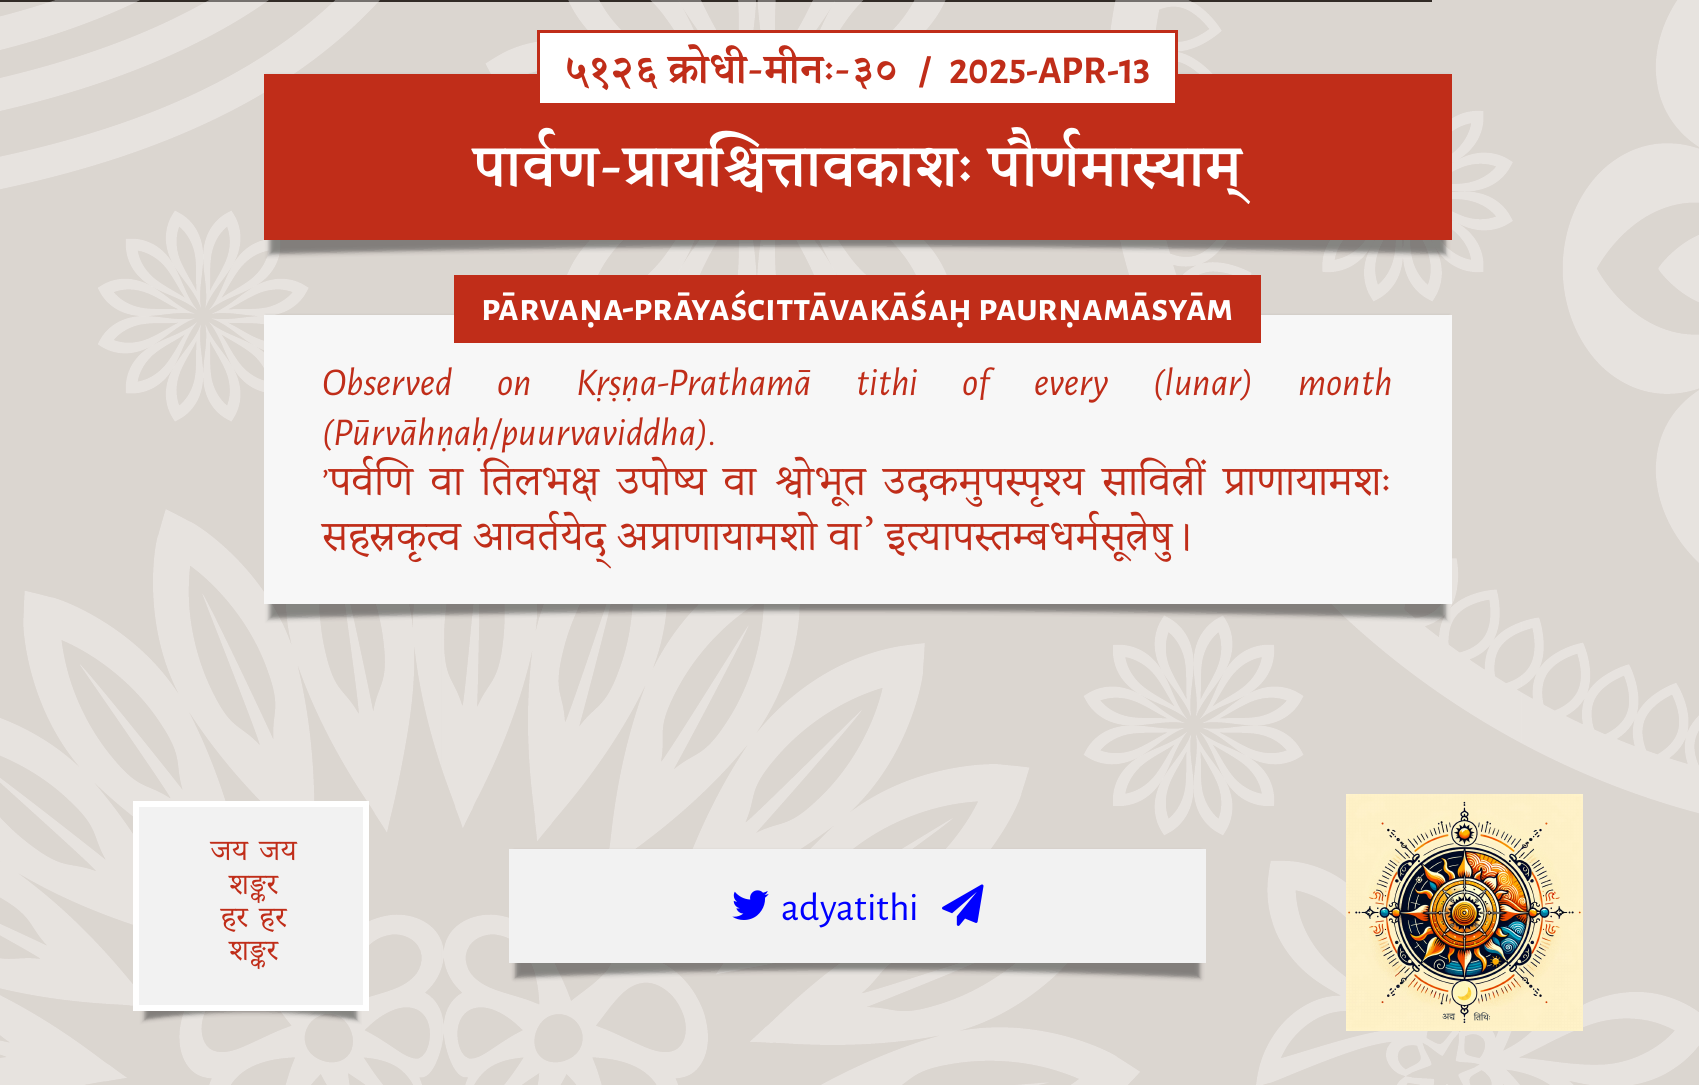 ५१२६ क्रोधी-मीनः-३० / 2025-APR-13
पार्वण-प्रायश्चित्तावकाशः पौर्णमास्याम्
PĀRVAṆA-PRĀYAŚCITTĀVAKĀŚAḤ PAURṆAMĀSYĀM
Observed on Kṛṣṇa-Prathamā tithi of every (lunar) month
(Pūrvāhṇaḥ/puurvaviddha).
’पर्वणि वा तिलभक्ष उपोष्य वा श्वोभूत उदकमुपस्पृश्य सावित्रीं प्राणायामशः
सहस्रकृत्व आवर्तयेद् अप्राणायामशो वा’ इत्यापस्तम्बधर्मसूत्रेषु।
जय जय
शङ्कर
हर हर
शङ्कर
adyatithi
अद्य तिथिः